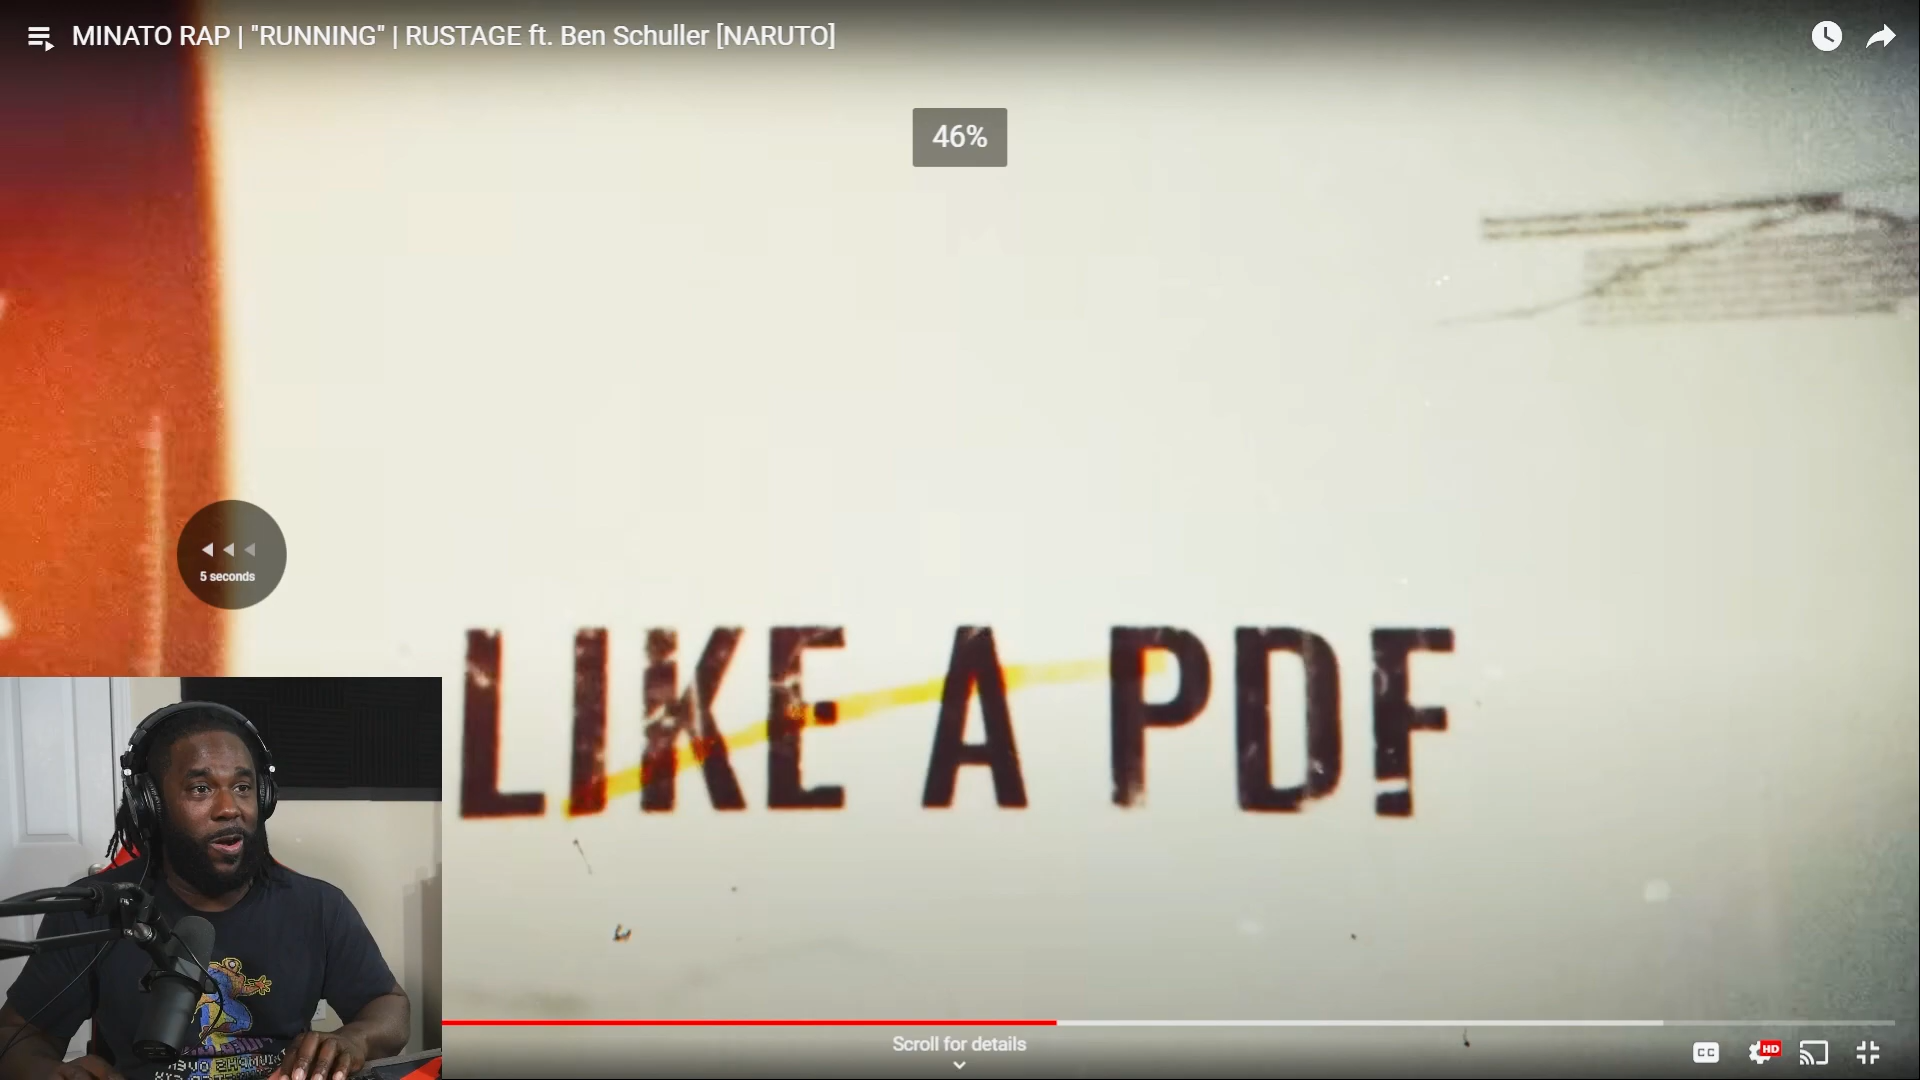 MINATO RAP | "RUNNING" | RUSTAGE ft. Ben Schuller [NARUTO]
46%
5 seconds
LIKE A PDF
Scroll for details
CC
HD